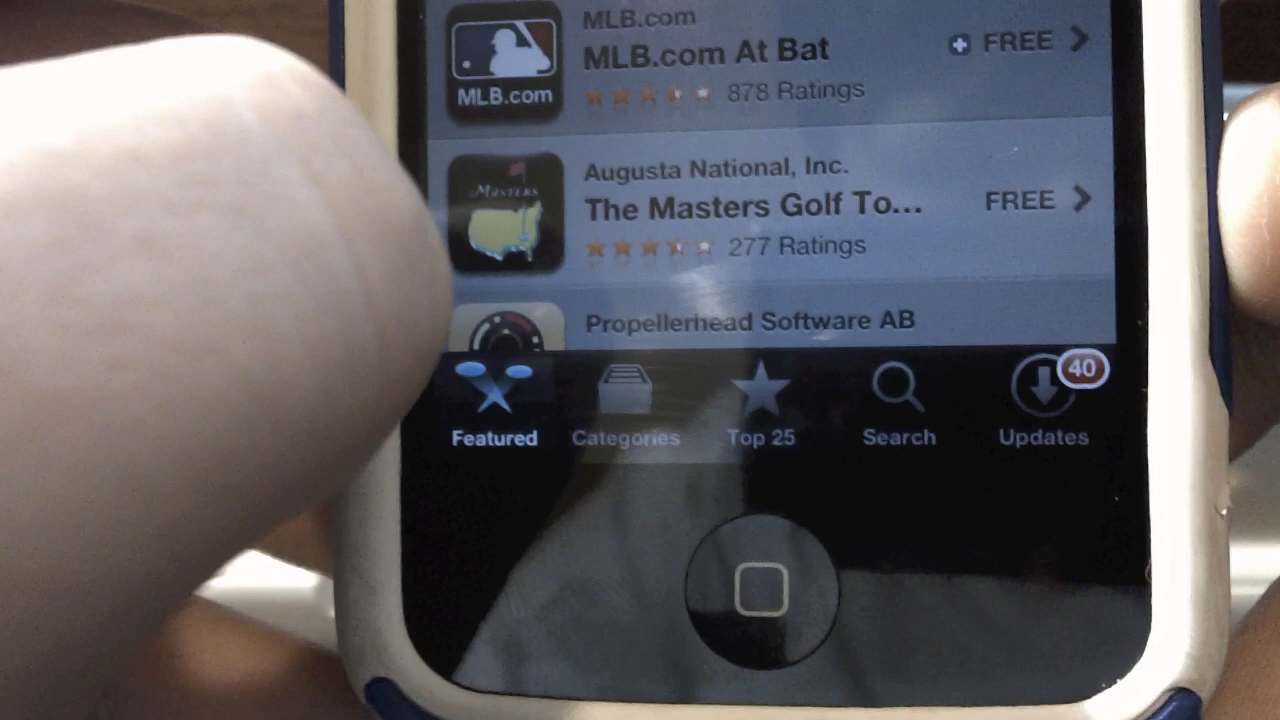 MLB.com
MLB.com At Bat
FREE
MLB.com
878 Ratings
Augusta National, Inc.
MASTERS
The Masters Golf To...
FREE
277 Ratings
Propellerhead Software AB
40
Featured
Categories
Top 25
Search
Updates